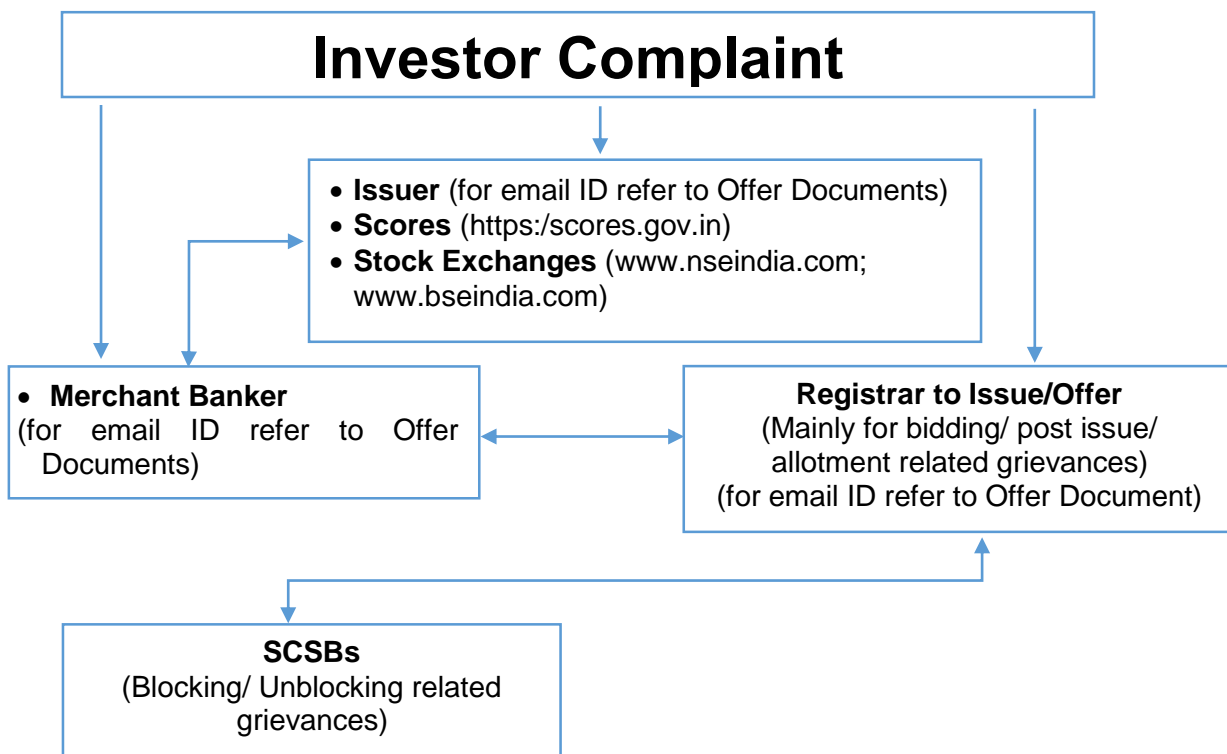 Investor Complaint
• Issuer (for email ID refer to Offer Documents)
• Scores (https:/scores.gov.in)
• Stock Exchanges (www.nseindia.com;
www.bseindia.com)
• Merchant Banker
(for email ID refer to Offer
Documents)
Registrar to Issue/Offer
(Mainly for bidding/ post issue/
allotment related grievances)
(for email ID refer to Offer Document)
SCSBs
(Blocking/ Unblocking related
grievances)